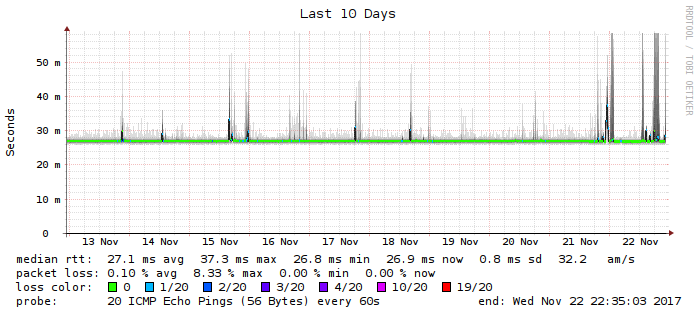 Last 10 Days
RRDTOOL / TOBI OETIKER
Seconds
50 m
40 m
30 m
20 m
10 m
0
13 Nov 14 Nov 15 Nov 16 Nov 17 Nov 18 Nov 19 Nov 20 Nov 21 Nov 22 Nov
median rtt: 27.1 ms avg 37.3 ms max 26.8 ms min 26.9 ms now 0.8 ms sd 32.2 am/s
packet loss: 0.10 % avg 8.33 % max 0.00 % min 0.00 % now
loss color: 0 1/20 2/20 3/20 4/20 10/20 19/20
probe: 20 ICMP Echo Pings (56 Bytes) every 60s end: Wed Nov 22 22:35:03 2017